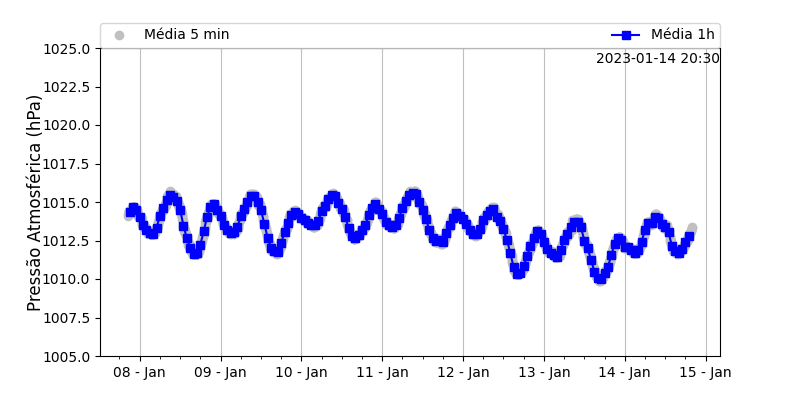 Média 5 min
Média 1h
2023-01-14 20:30
Pressão Atmosférica (hPa)
1025.0
1022.5
1020.0
1017.5
1015.0
1012.5
1010.0
1007.5
1005.0
08 - Jan
09 - Jan
10 - Jan
11 - Jan
12 - Jan
13 - Jan
14 - Jan
15 - Jan